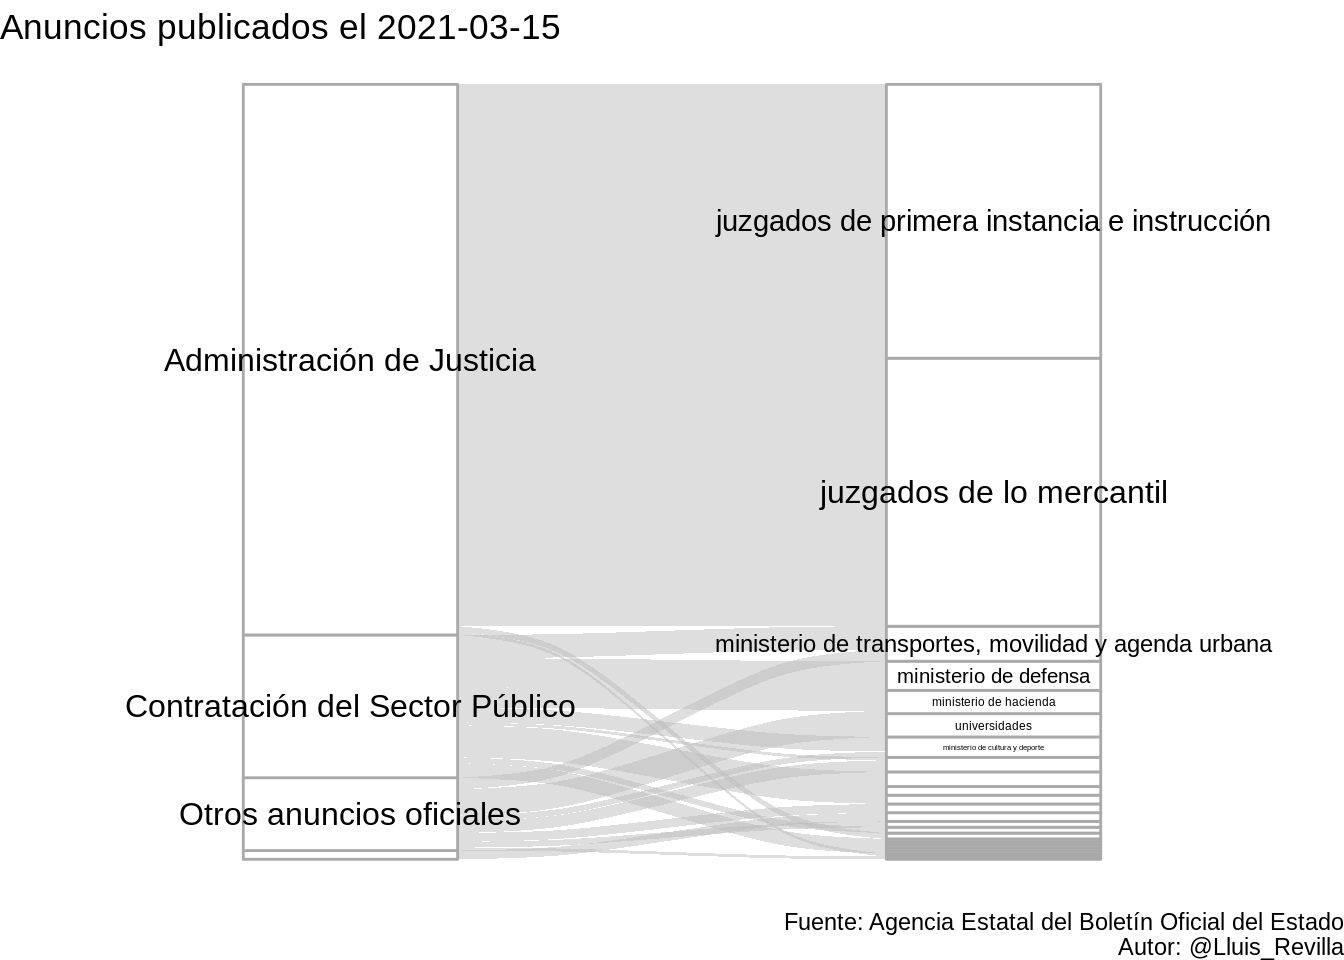 Anuncios publicados el 2021-03-15
juzgados de primera instancia e instrucción
Administración de Justicia
juzgados de lo mercantil
ministerio de transportes, movilidad y agenda urbana
ministerio de defensa
ministerio de hacienda
Contratación del Sector Público
universidades
ministerio de cultura y deporte
Otros anuncios oficiales
Fuente: Agencia Estatal del Boletín Oficial del Estado
Autor: @Lluis_Revilla